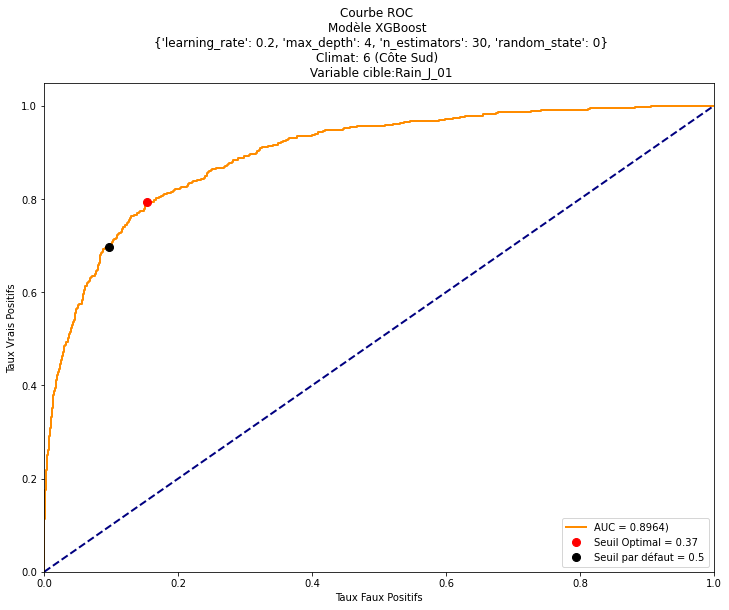 Courbe ROC
Modèle XGBoost
{'learning_rate': 0.2, 'max_depth': 4, 'n_estimators': 30, 'random_state': 0}
Climat: 6 (Côte Sud)
Variable cible:Rain_J_01
1.0
0.8
0.6
0.4
0.2
0.0
Taux Vrais Positifs
0.0 0.2 0.4 0.6 0.8 1.0
Taux Faux Positifs
AUC = 0.8964)
Seuil Optimal = 0.37
Seuil par défaut = 0.5